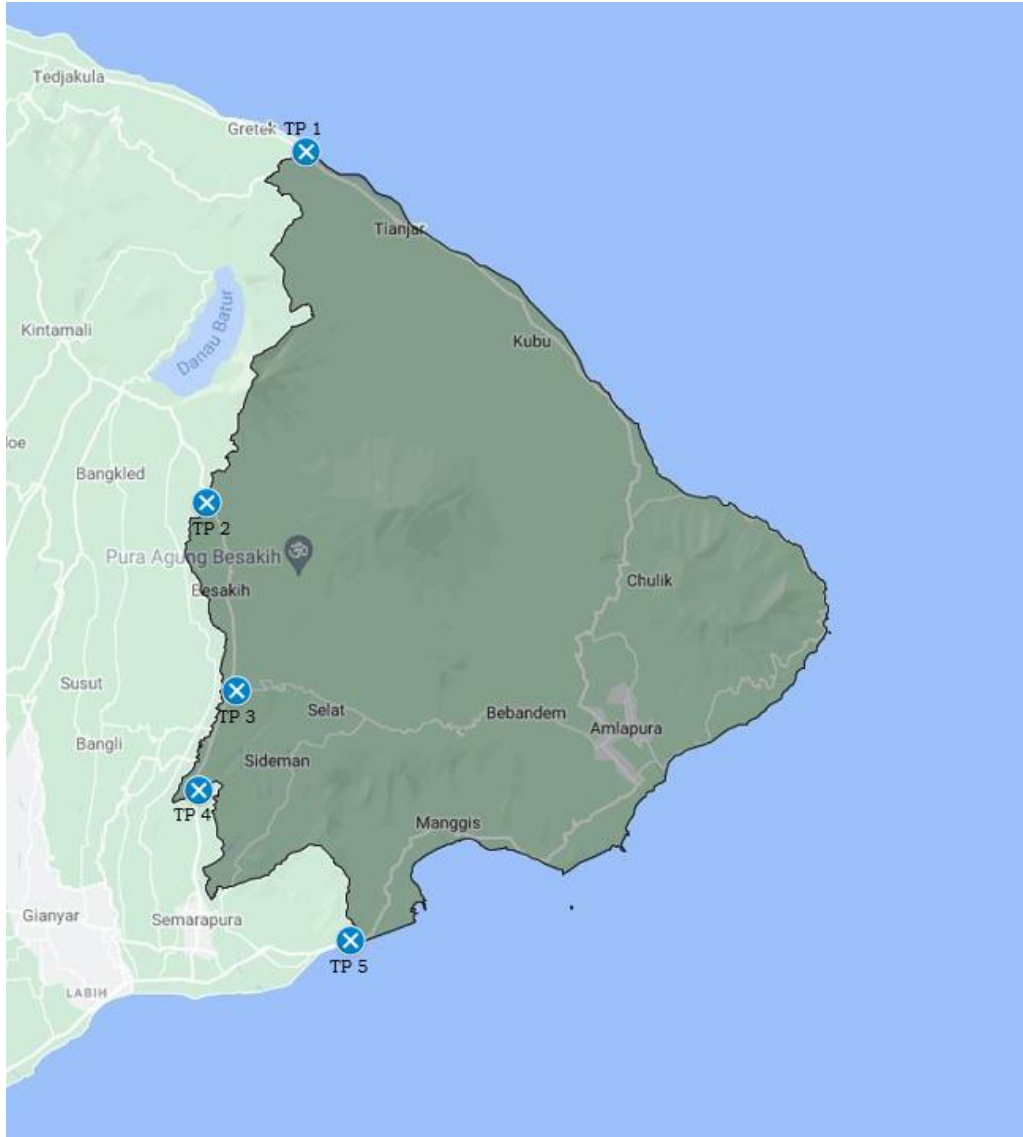 Tedjakula
Gretek
TP 1
Tianjar
Danau Batur
Kintamali
Kubu
loe
Bangkled
TP 2
Pura Agung Besakih
ॐ
Besakih
Chulik
Susut
TP 3
Selat
Bebandem
Amlapura
Bangli
Sideman
TP 4
Manggis
Gianyar
Semarapura
TP 5
LABIH